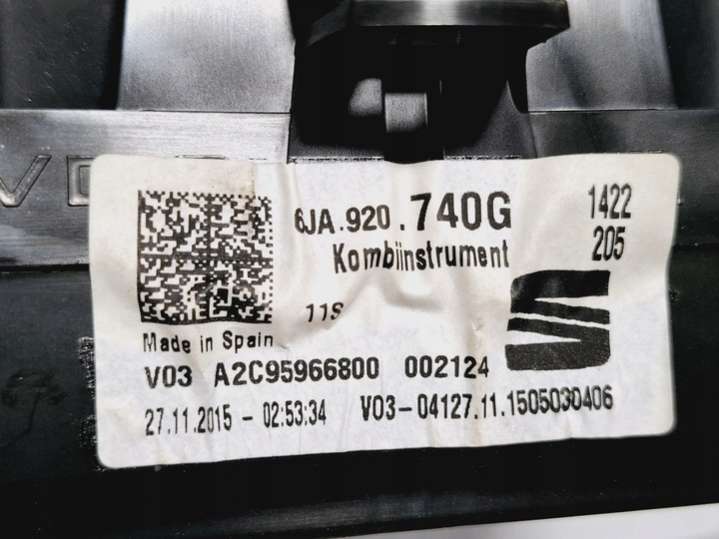 VD
6JA.920.740G
1422
Kombiinstrument
205
11S
Made in Spain
V03 A2C95966800 002124
27.11.2015 - 02:53:34 V03-04127.11.1505030406